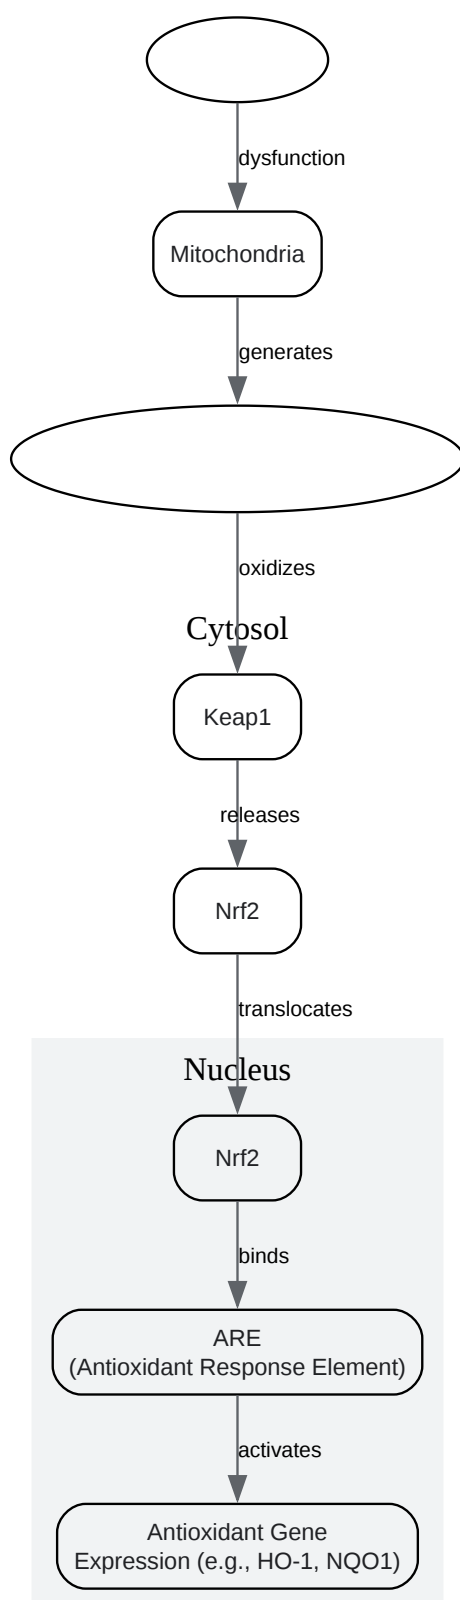 dysfunction
Mitochondria
generates
oxidizes
Cytosol
Keap1
releases
Nrf2
translocates
Nucleus
Nrf2
binds
ARE
(Antioxidant Response Element)
activates
Antioxidant Gene
Expression (e.g., HO-1, NQO1)